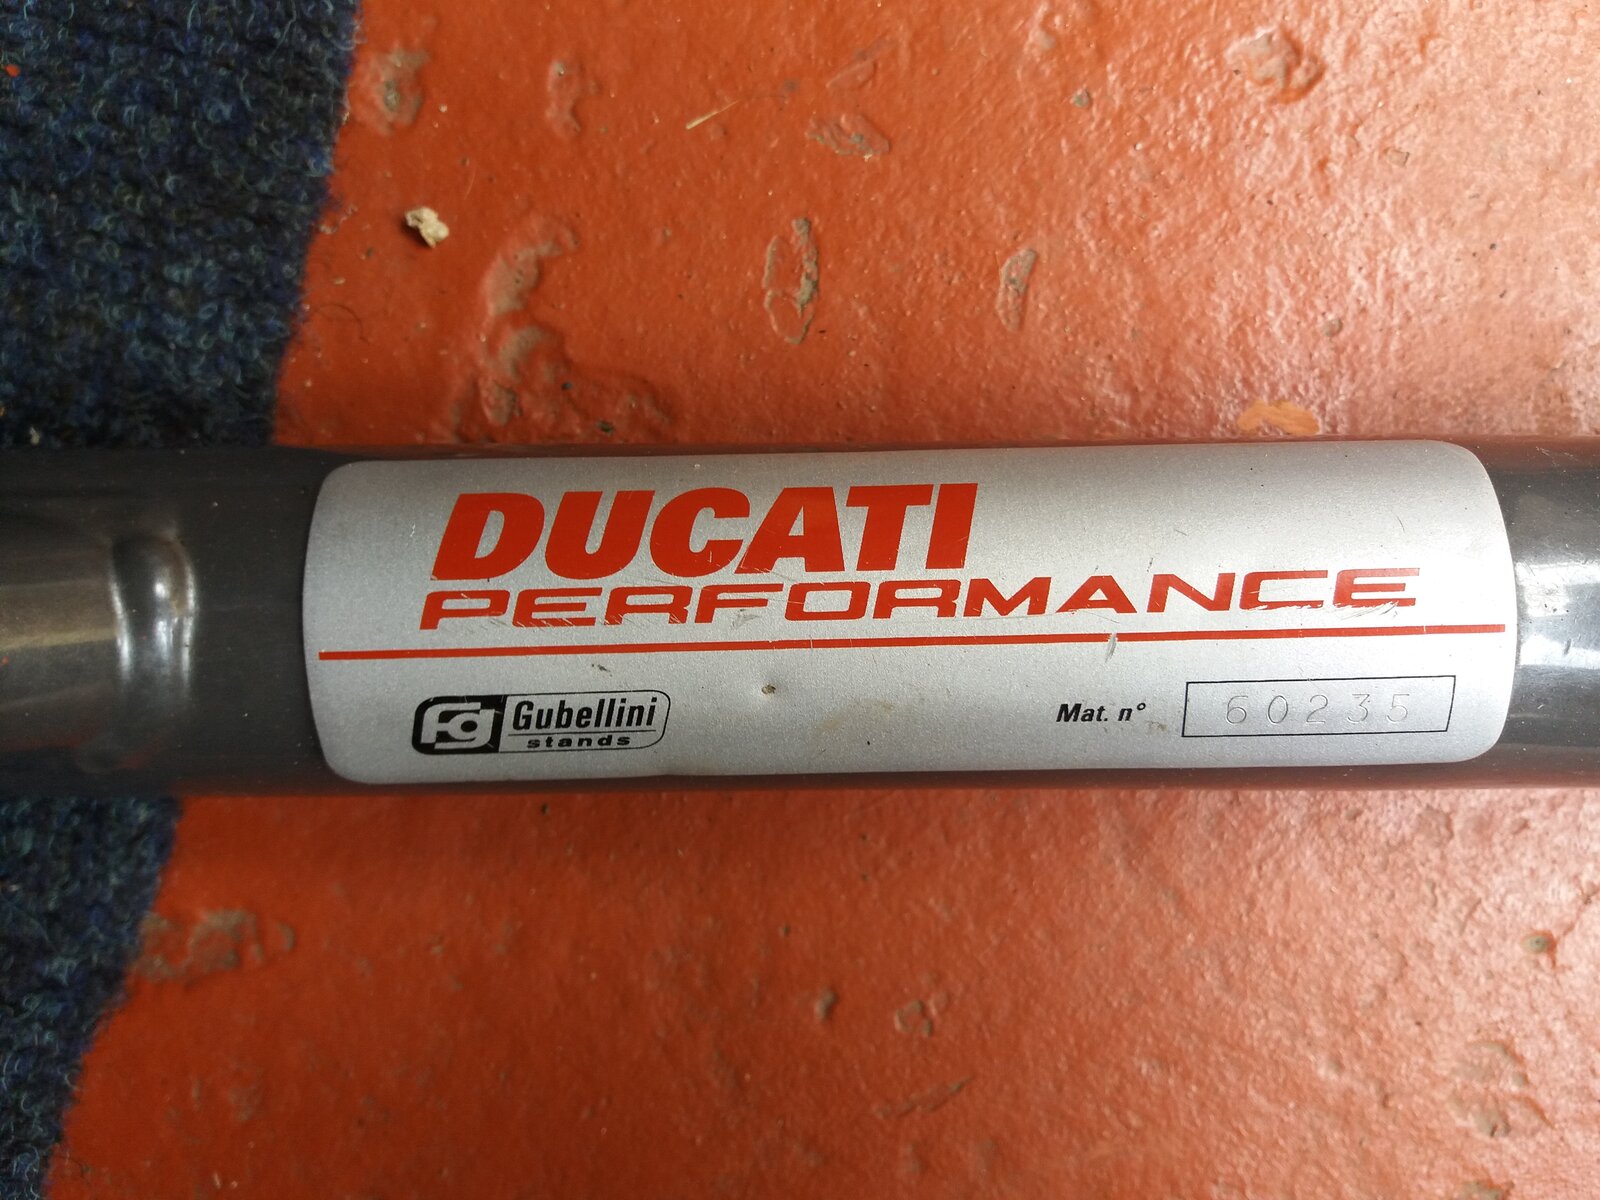 DUCATI
PERFORMANCE
FG Gubellini
stands
Mat. n° 60235